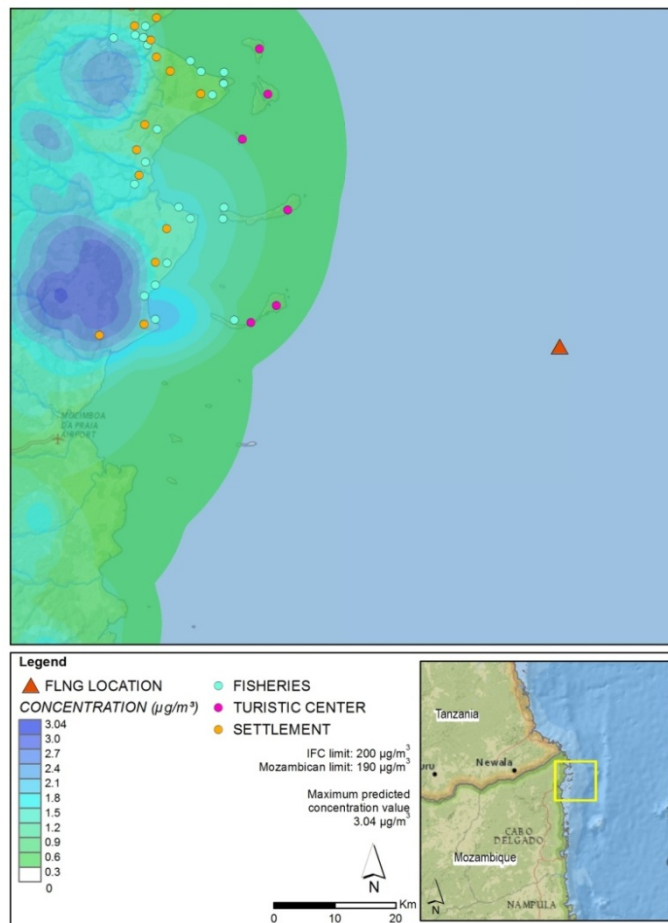 MOCIMBOA
DA PRAIA
AIRPORT
Legend
FLNG LOCATION
CONCENTRATION (µg/m³)
3.04
3.0
2.7
2.4
2.1
1.8
1.5
1.2
0.9
0.6
0.3
0
FISHERIES
TURISTIC CENTER
SETTLEMENT
IFC limit: 200 µg/m³
Mozambican limit: 190 µg/m³
Maximum predicted
concentration value
3.04 µg/m³
N
Km
0 10 20
Tanzania
Newala
CABO
DELGADO
Mozambique
N
NAMPULA